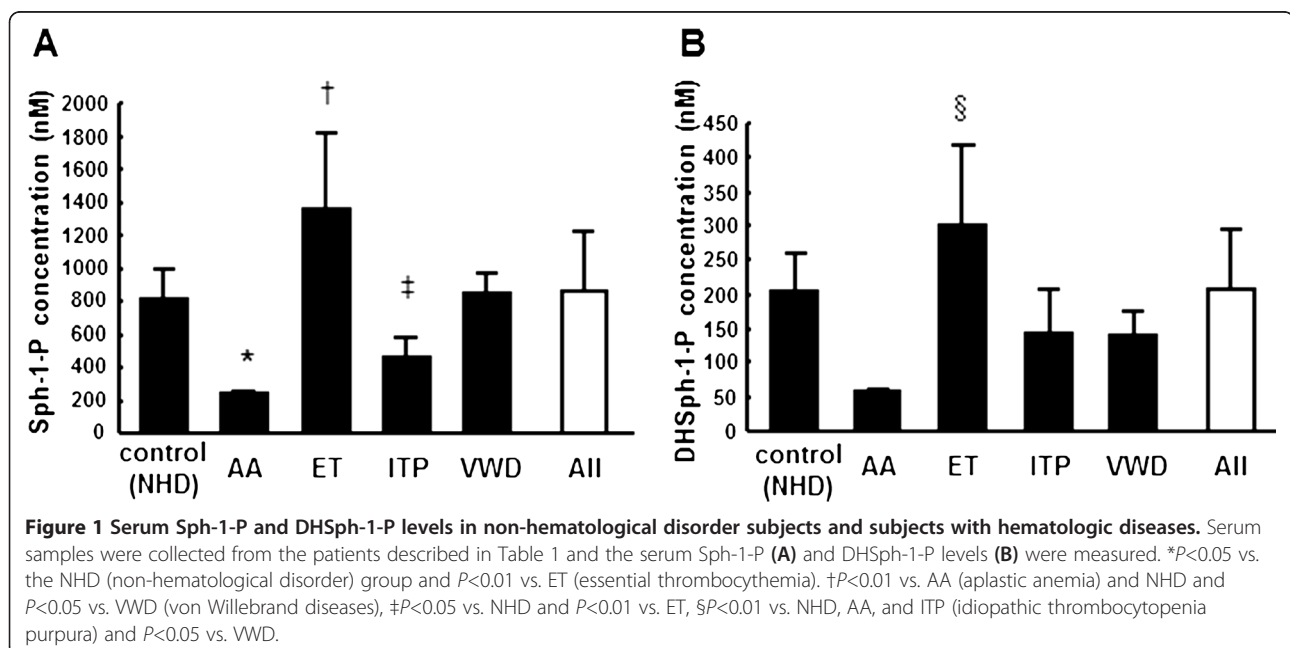 A
Sph-1-P concentration (nM)
2000
1800
1600
1400
1200
1000
800
600
400
200
0
*
†
‡
control
(NHD)
AA
ET
ITP
VWD
All
B
DHSph-1-P concentration (nM)
450
400
350
300
250
200
150
100
50
0
§
control
(NHD)
AA
ET
ITP
VWD
All
Figure 1 Serum Sph-1-P and DHSph-1-P levels in non-hematological disorder subjects and subjects with hematologic diseases. Serum
samples were collected from the patients described in Table 1 and the serum Sph-1-P (A) and DHSph-1-P levels (B) were measured. *P<0.05 vs.
the NHD (non-hematological disorder) group and P<0.01 vs. ET (essential thrombocythemia). †P<0.01 vs. AA (aplastic anemia) and NHD and
P<0.05 vs. VWD (von Willebrand diseases), ‡P<0.05 vs. NHD and P<0.01 vs. ET, §P<0.01 vs. NHD, AA, and ITP (idiopathic thrombocytopenia
purpura) and P<0.05 vs. VWD.